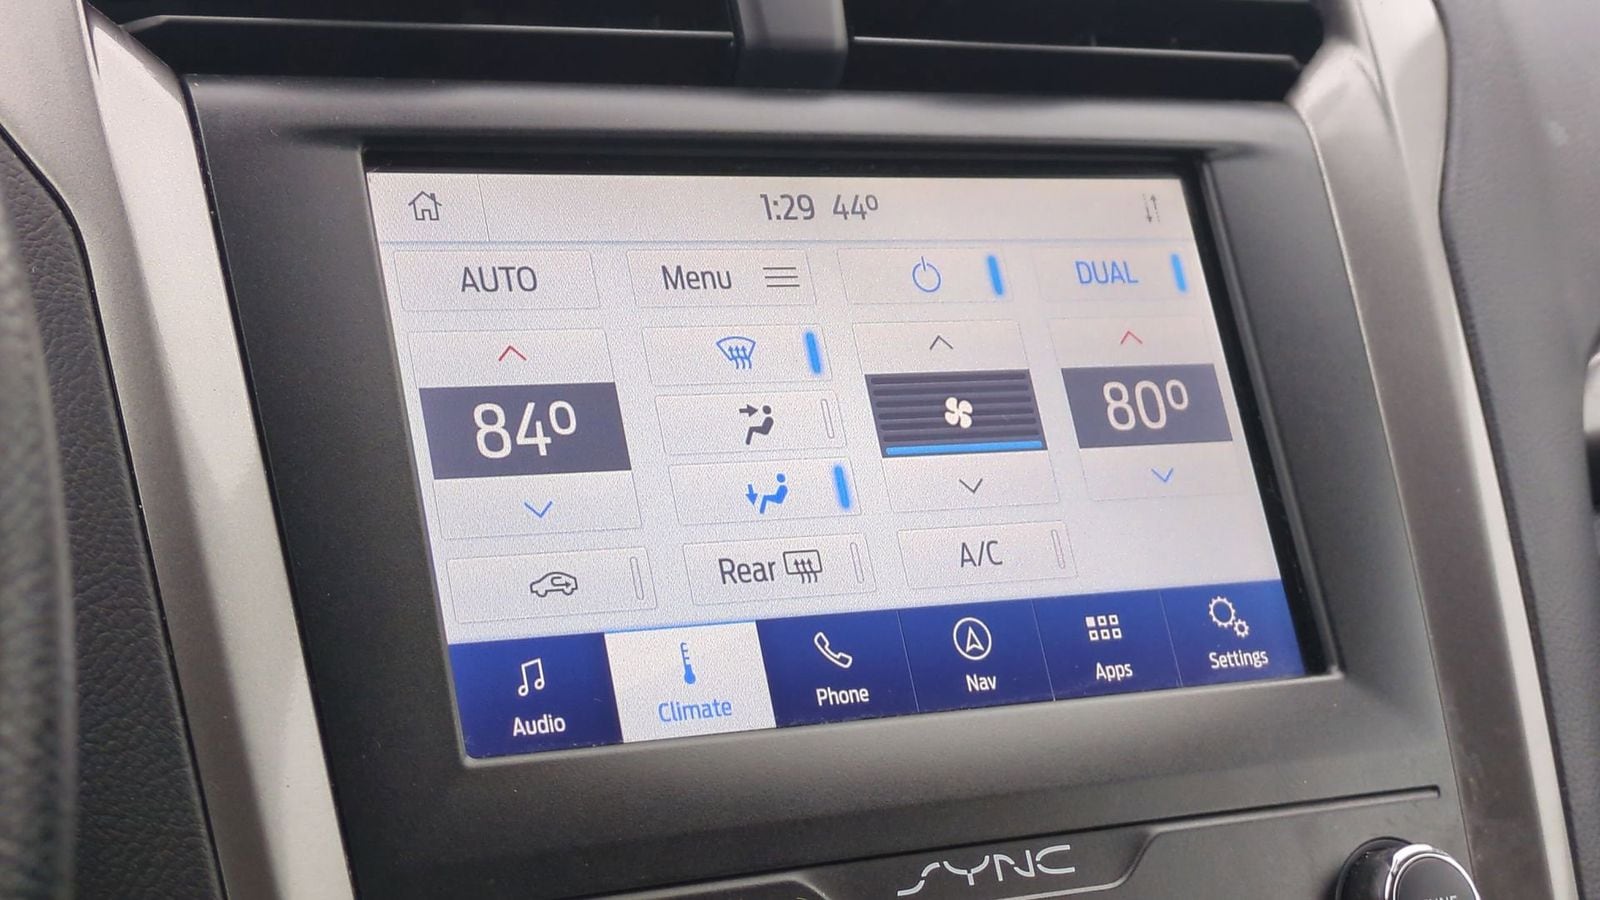 1:29 44°
AUTO
Menu
DUAL
84°
80°
Rear
A/C
Audio
Climate
Phone
Nav
Apps
Settings
SYNC